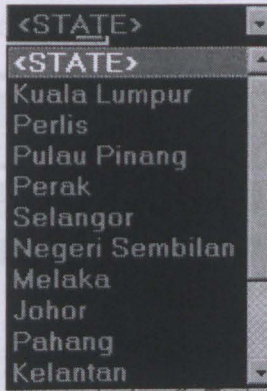 <STATE>
<STATE>
Kuala Lumpur
Perlis
Pulau Pinang
Perak
Selangor
Negeri Sembilan
Melaka
Johor
Pahang
Kelantan